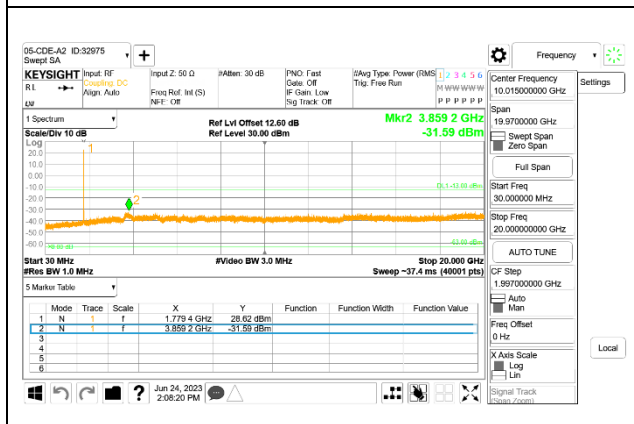 05-CDE-A2 ID:32975
Swept SA
Frequency
KEYSIGHT Input: RF Input Z: 50 Ω #Atten: 30 dB PNO: Fast #Avg Type: Power (RMS 1 2 3 4 5 6
RL Coupling: DC Gate: Off Trig: Free Run M W W W W W
Align: Auto Freq Ref: Int (S) IF Gain: Low
NFE: Off Sig Track: Off P P P P P P
Center Frequency
10.015000000 GHz
Settings
Span
19.9700000 GHz
Swept Span
Zero Span
Full Span
Start Freq
30.000000 MHz
Stop Freq
20.000000000 GHz
AUTO TUNE
CF Step
1.997000000 GHz
Auto
Man
Freq Offset
0 Hz
X Axis Scale
Log
Lin
Local
Signal Track
(Span Zoom)
1 Spectrum
Scale/Div 10 dB
Ref Lvl Offset 12.60 dB
Ref Level 30.00 dBm
Mkr2 3.859 2 GHz
-31.59 dBm
Log
1
20.0
10.0
0.00
-10.0
DL1 -13.00 dBm
-20.0
2
-30.0
-40.0
-50.0
-60.0
Start 30 MHz #Video BW 3.0 MHz Stop 20.000 GHz
#Res BW 1.0 MHz Sweep ~37.4 ms (40001 pts)
5 Marker Table
Mode Trace Scale X Y Function Function Width Function Value
1 N 1 f 1.779 4 GHz 28.62 dBm
2 N 1 f 3.859 2 GHz -31.59 dBm
3
4
5
6
Jun 24, 2023
2:08:20 PM